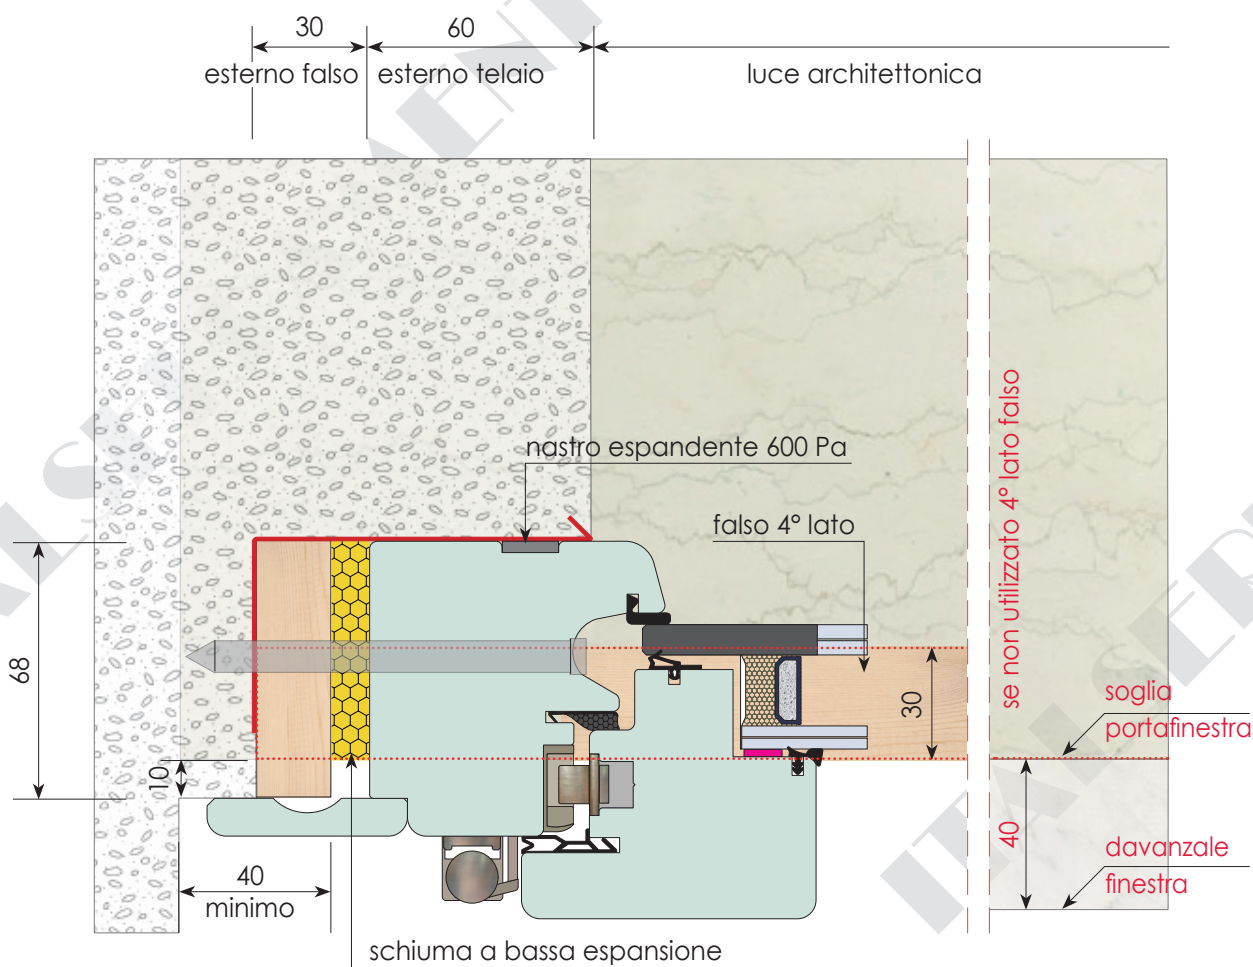 30
60
esterno falso
esterno telaio
luce architettonica
nastro espandente 600 Pa
falso 4° lato
se non utilizzato 4° lato falso
68
10
30
soglia
portafinestra
40
davanzale
finestra
40
minimo
schiuma a bassa espansione